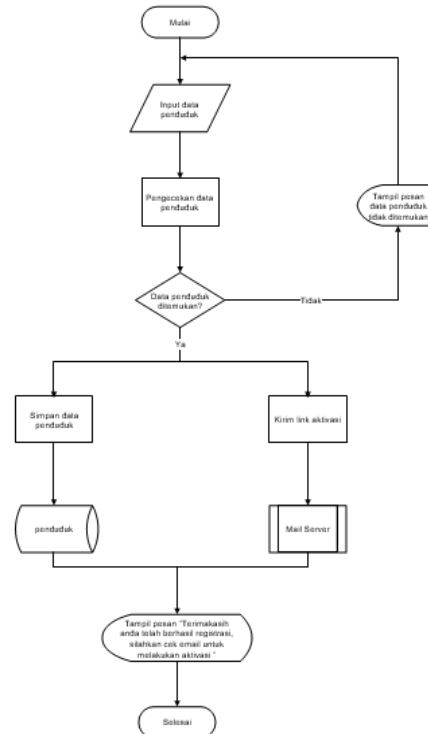 Mulai
Input data
penduduk
Pengecekan data
penduduk
Tampil pesan
data penduduk
tidak ditemukan
Data penduduk
ditemukan?
Tidak
Ya
Simpan data
penduduk
Kirim link aktivasi
penduduk
Mail Server
Tampil pesan "Terimakasih
anda telah berhasil registrasi,
silahkan cek email untuk
melakukan aktivasi "
Selesai